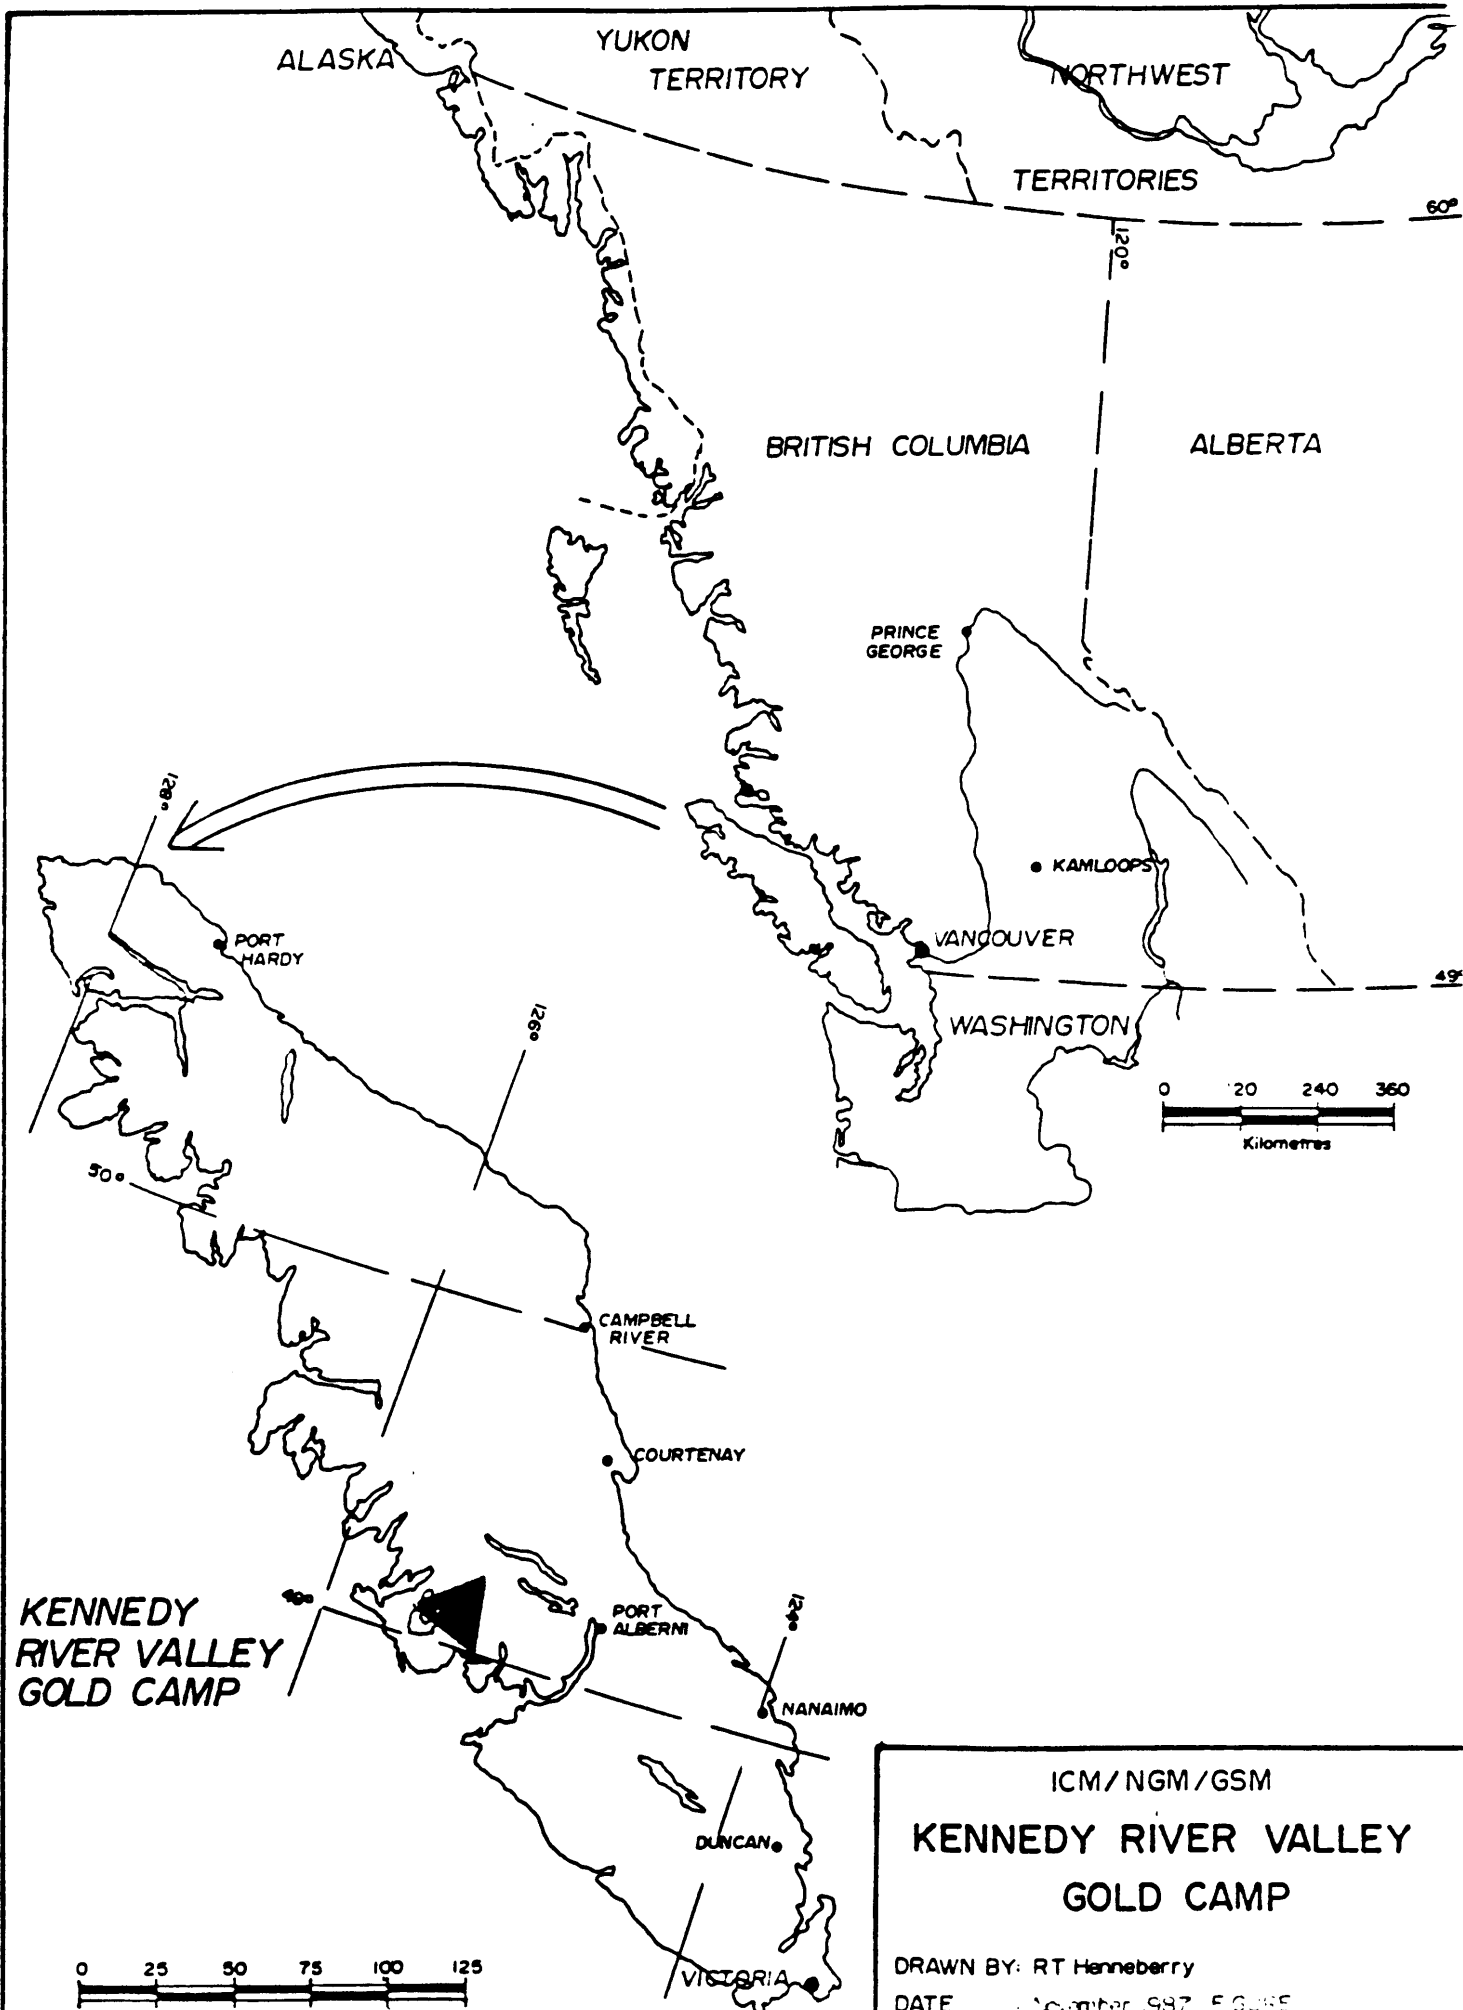 ALASKA
YUKON
TERRITORY
NORTHWEST
TERRITORIES
60°
120°
BRITISH COLUMBIA
ALBERTA
PRINCE
GEORGE
KAMLOOPS
VANCOUVER
49°
WASHINGTON
0 120 240 360
Kilometres
128°
PORT
HARDY
126°
50°
CAMPBELL
RIVER
COURTENAY
49°
KENNEDY
RIVER VALLEY
GOLD CAMP
PORT
ALBERNI
124°
NANAIMO
DUNCAN
VICTORIA
0 25 50 75 100 125
ICM/NGM/GSM
KENNEDY RIVER VALLEY
GOLD CAMP
DRAWN BY: RT Henneberry
DATE : November 1987 FIGURE